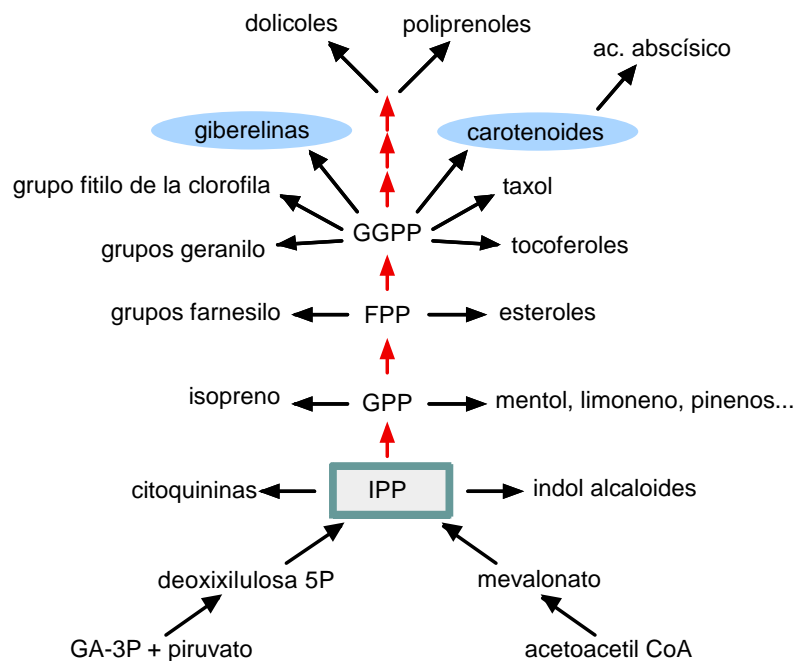 dolicoles
poliprenoles
ac. abscísico
giberelinas
carotenoides
grupo fitilo de la clorofila
taxol
GGPP
grupos geranilo
tocoferoles
grupos farnesilo
FPP
esteroles
isopreno
GPP
mentol, limoneno, pinenos...
citoquininas
IPP
indol alcaloides
deoxixilulosa 5P
mevalonato
GA-3P + piruvato
acetoacetil CoA